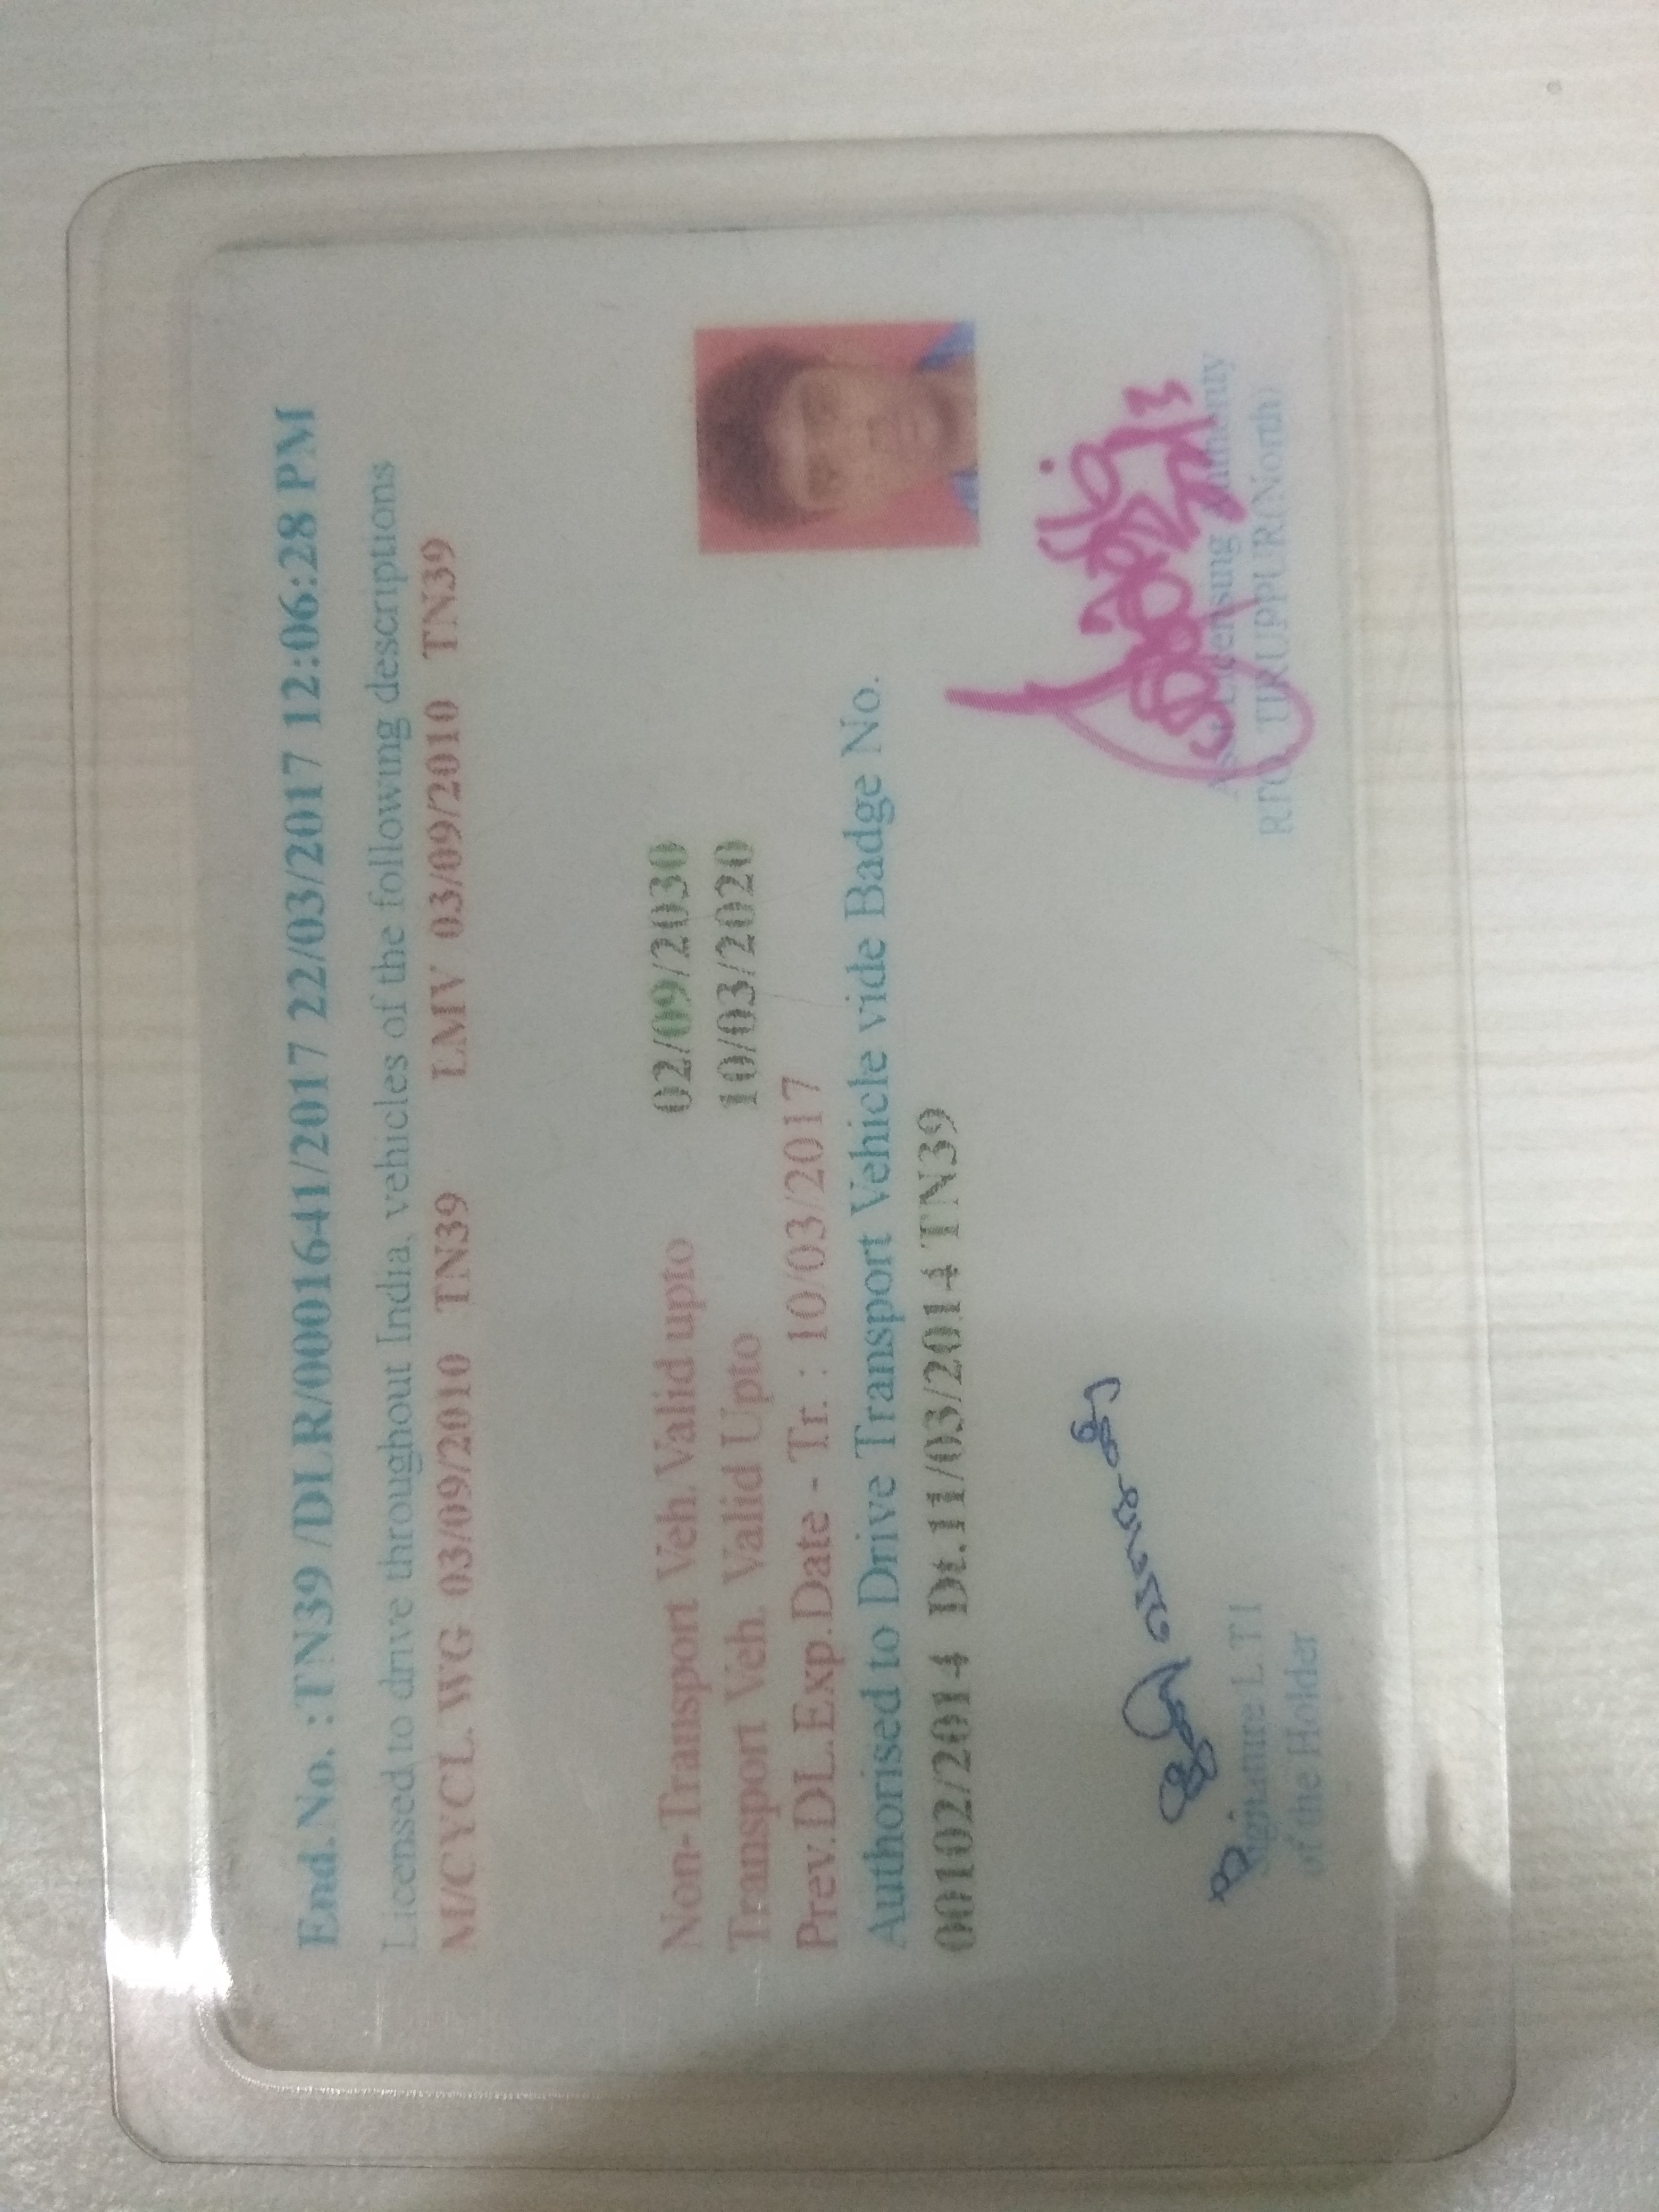 End.No. :TN39 /DLR/0001641/2017 22/03/2017 12:06:28 PM
Licensed to drive throughout India, vehicles of the following descriptions
M/CYCL.WG 03/09/2010 TN39 LMV 03/09/2010 TN39
Non-Transport Veh. Valid upto 02/09/2030
Transport Veh. Valid Upto 10/03/2020
Prev.DL.Exp.Date - Tr. : 10/03/2017
Authorised to Drive Transport Vehicle vide Badge No.
00102/2014 Dt.11/03/2014 TN39
Signature L.T.I
of the Holder
Licensing Authority
RTO, TIRUPPUR(North)